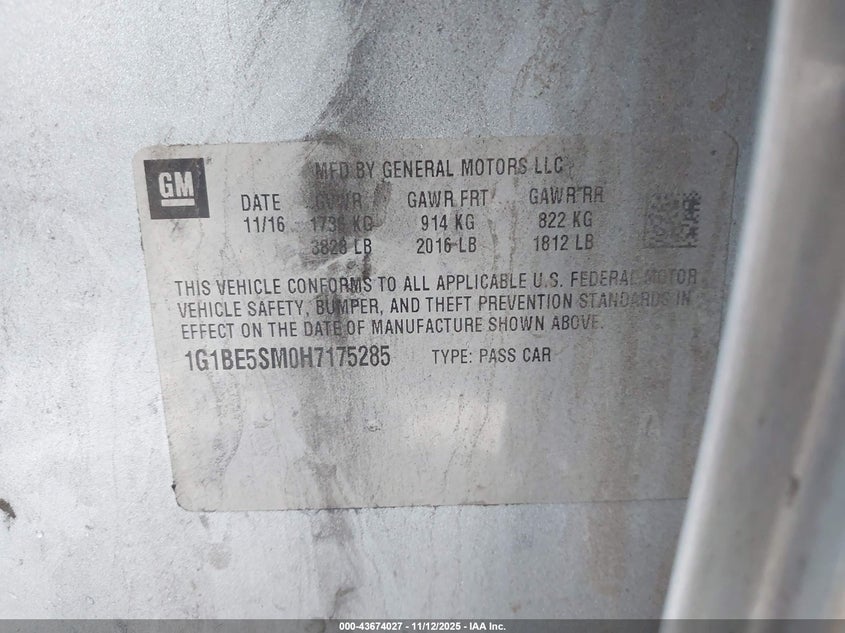 GM
MFD BY GENERAL MOTORS LLC
DATE GVWR GAWR FRT GAWR RR
11/16 1736 KG 914 KG 822 KG
3828 LB 2016 LB 1812 LB
THIS VEHICLE CONFORMS TO ALL APPLICABLE U.S. FEDERAL MOTOR
VEHICLE SAFETY, BUMPER, AND THEFT PREVENTION STANDARDS IN
EFFECT ON THE DATE OF MANUFACTURE SHOWN ABOVE.
1G1BE5SM0H7175285 TYPE: PASS CAR
000-43674027 - 11/12/2025 - IAA Inc.